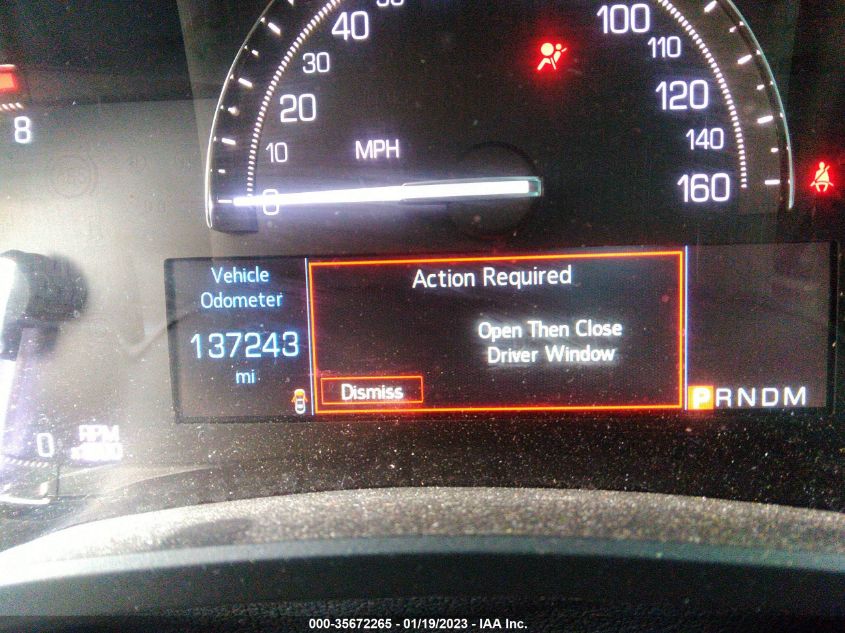 40
100
30
110
20
120
8
10
MPH
140
0
160
Vehicle
Odometer
137243
mi
Action Required
Open Then Close
Driver Window
Dismiss
PRNDM
0
RPM
000-35672265 - 01/19/2023 - IAA Inc.